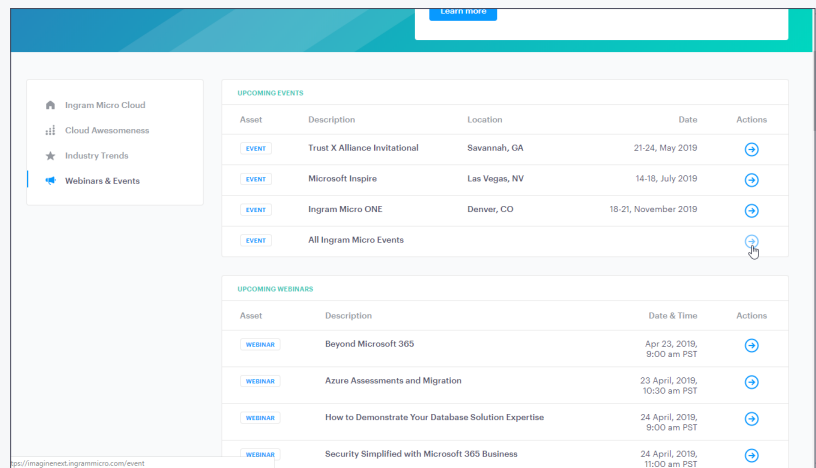 Learn more
Ingram Micro Cloud
Cloud Awesomeness
Industry Trends
Webinars & Events
UPCOMING EVENTS
Asset Description Location Date Actions
EVENT Trust X Alliance Invitational Savannah, GA 21-24, May 2019
EVENT Microsoft Inspire Las Vegas, NV 14-18, July 2019
EVENT Ingram Micro ONE Denver, CO 18-21, November 2019
EVENT All Ingram Micro Events
UPCOMING WEBINARS
Asset Description Date & Time Actions
WEBINAR Beyond Microsoft 365 Apr 23, 2019,
9:00 am PST
WEBINAR Azure Assessments and Migration 23 April, 2019,
10:30 am PST
WEBINAR How to Demonstrate Your Database Solution Expertise 24 April, 2019,
9:00 am PST
WEBINAR Security Simplified with Microsoft 365 Business 24 April, 2019,
11:00 am PST
tps://imaginenext.ingrammicro.com/event